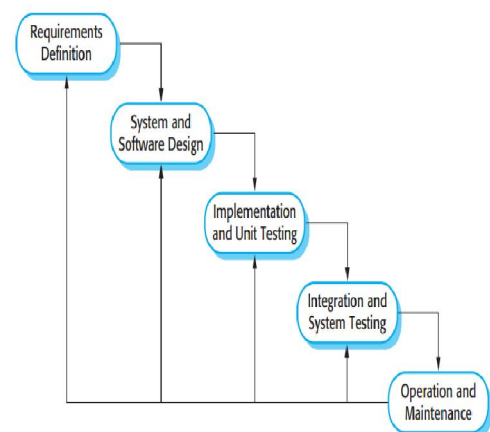 Requirements
Definition
System and
Software Design
Implementation
and Unit Testing
Integration and
System Testing
Operation and
Maintenance